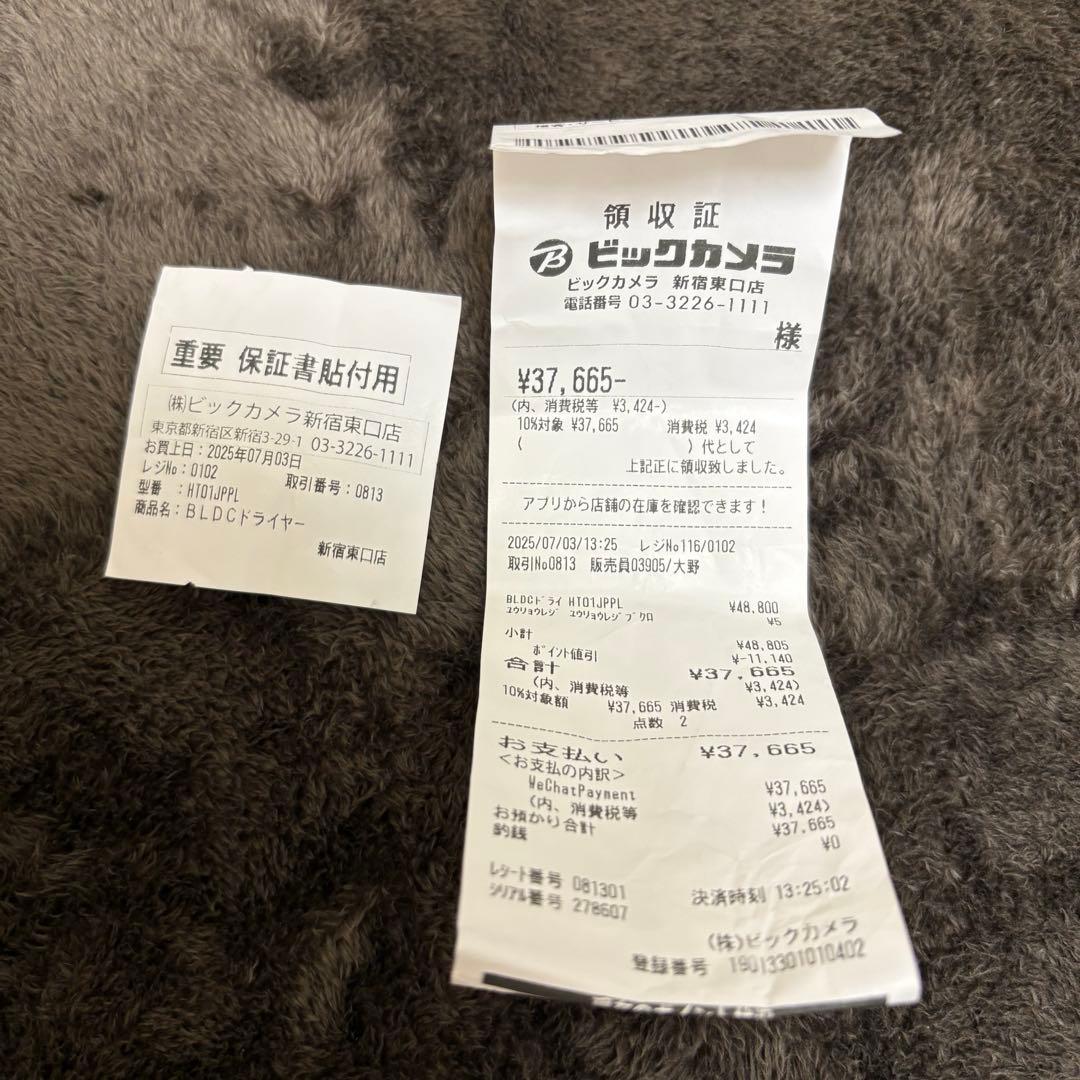 重要 保証書貼付用
㈱ビックカメラ新宿東口店
東京都新宿区新宿3-29-1 03-3226-1111
お買上日:2025年07月03日
レジNo:0102 取引番号:0813
型番 :HT01JPPL
商品名:BLDCドライヤー
新宿東口店
領収証
B ビックカメラ
ビックカメラ 新宿東口店
電話番号 03-3226-1111
様
¥37,665-
(内、消費税等 ¥3,424-)
10%対象 ¥37,665 消費税 ¥3,424
( )代として
上記正に領収致しました。
アプリから店舗の在庫を確認できます!
2025/07/03/13:25 レジNo116/0102
取引No0813 販売員03905/大野
BLDCドライ HT01JPPL ¥48,800
ユウリョウレジ ユウリョウレジブクロ ¥5
小計 ¥48,805
ポイント値引 ¥-11,140
合計 ¥37,665
(内、消費税等 ¥3,424)
10%対象額 ¥37,665 消費税 ¥3,424
点数 2
お支払い ¥37,665
<お支払の内訳>
WeChatPayment ¥37,665
(内、消費税等 ¥3,424)
お預かり合計 ¥37,665
釣銭 ¥0
レシート番号 081301 決済時刻 13:25:02
シリアル番号 278607
(株)ビックカメラ
登録番号 T9013301010402